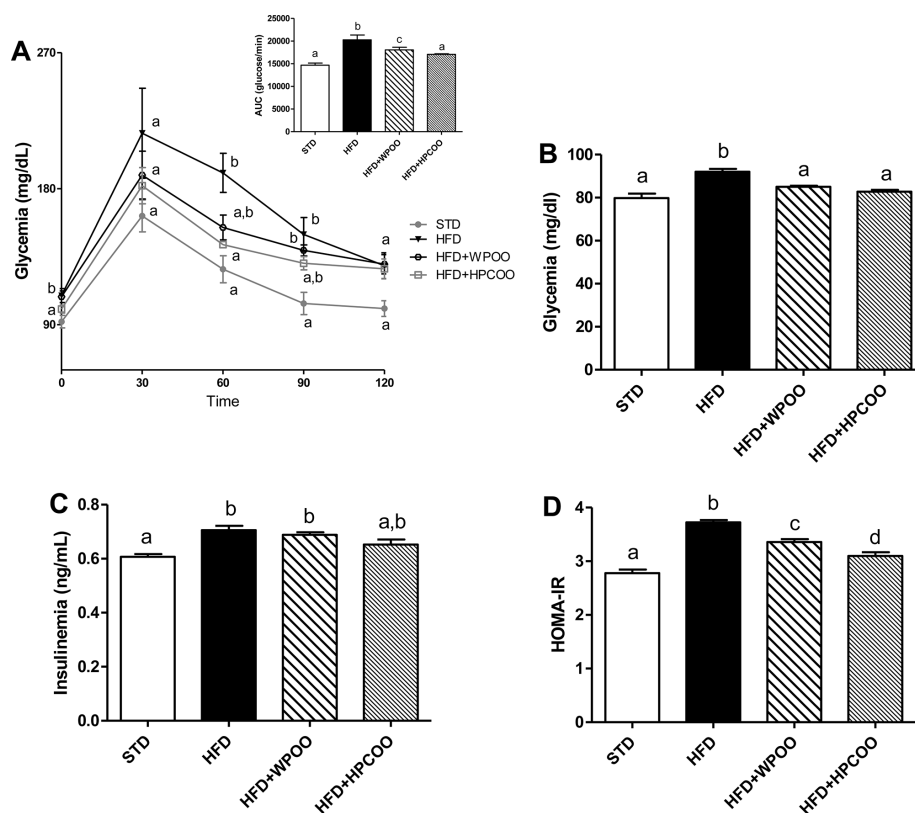 A
270
180
90
Glycemia (mg/dL)
0 30 60 90 120
Time
b
a
a
a
a
b
a,b
a
a
b
b
a,b
a
a
a
STD
HFD
HFD+WPOO
HFD+HPCOO
25000
20000
15000
10000
5000
0
AUC (glucose/min)
a b c a
STD HFD HFD+WPOO HFD+HPCOO
B
100
80
60
40
20
0
Glycemia (mg/dl)
a b a a
STD HFD HFD+WPOO HFD+HPCOO
C
0.8
0.6
0.4
0.2
0.0
Insulinemia (ng/mL)
a b b a,b
STD HFD HFD+WPOO HFD+HPCOO
D
4
3
2
1
0
HOMA-IR
a b c d
STD HFD HFD+WPOO HFD+HPCOO